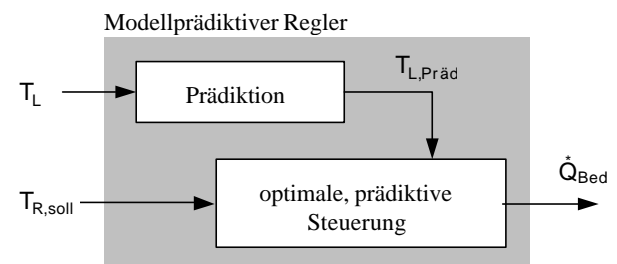 Modellprädiktiver Regler
T_L
Prädiktion
T_L,Präd
T_R,soll
optimale, prädiktive
Steuerung
Q̇_Bed